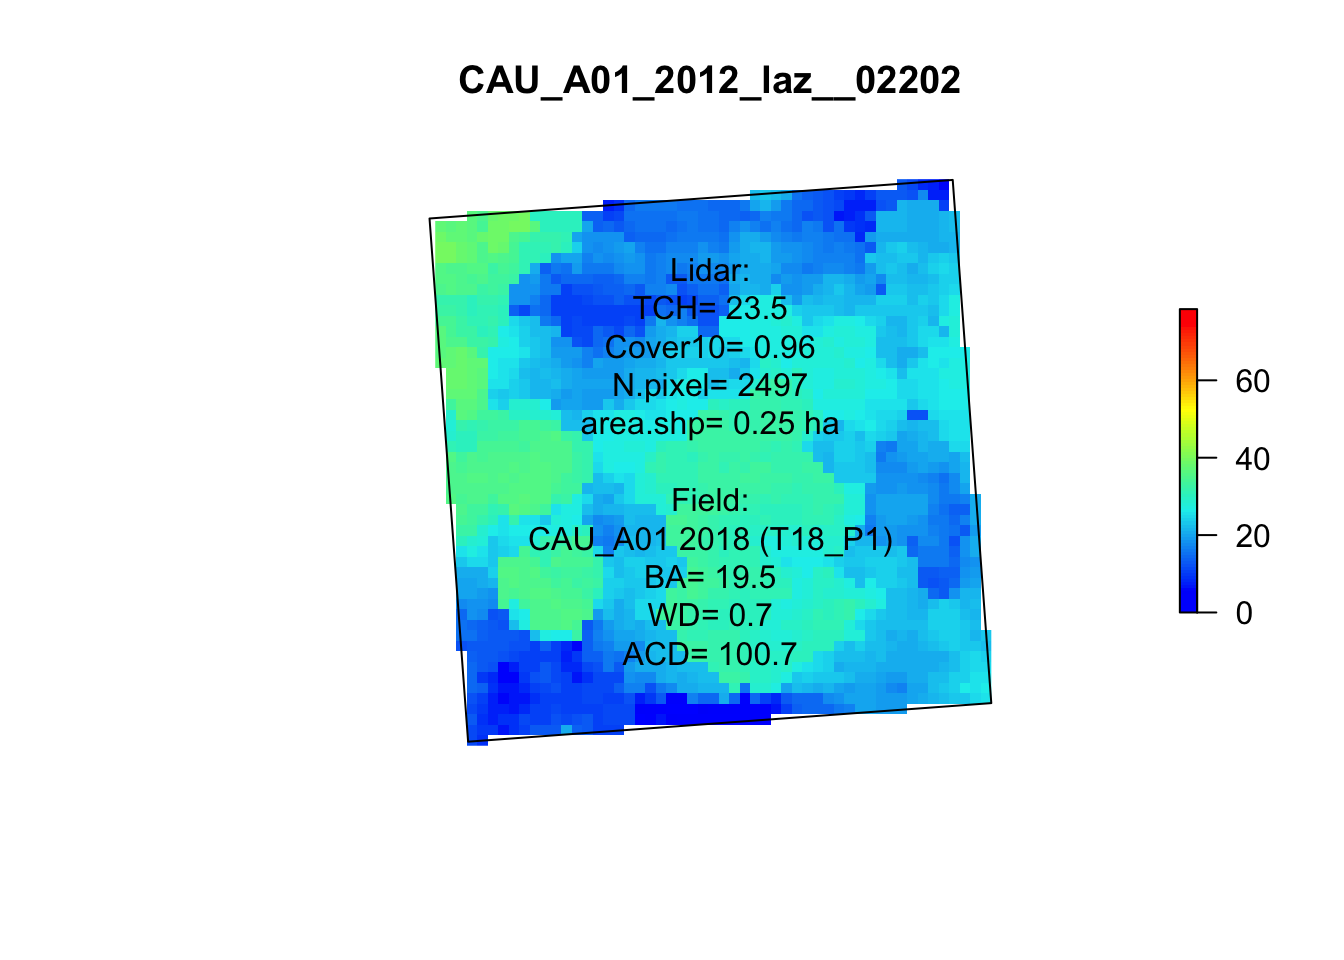 CAU_A01_2012_laz__02202
Lidar:
TCH= 23.5
Cover10= 0.96
N.pixel= 2497
area.shp= 0.25 ha
Field:
CAU_A01 2018 (T18_P1)
BA= 19.5
WD= 0.7
ACD= 100.7
60
40
20
0